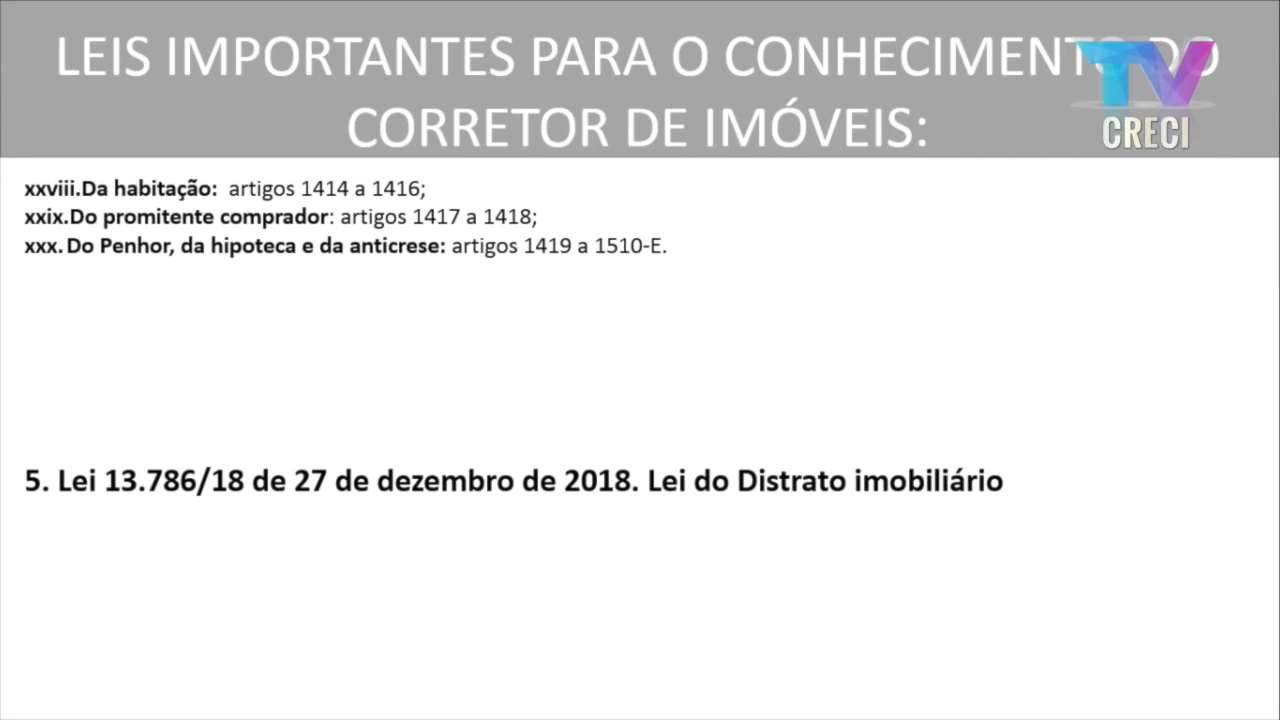 LEIS IMPORTANTES PARA O CONHECIMENTO DO
CORRETOR DE IMÓVEIS:
TV
CRECI
xxviii.Da habitação: artigos 1414 a 1416;
xxix.Do promitente comprador: artigos 1417 a 1418;
xxx. Do Penhor, da hipoteca e da anticrese: artigos 1419 a 1510-E.
5. Lei 13.786/18 de 27 de dezembro de 2018. Lei do Distrato imobiliário